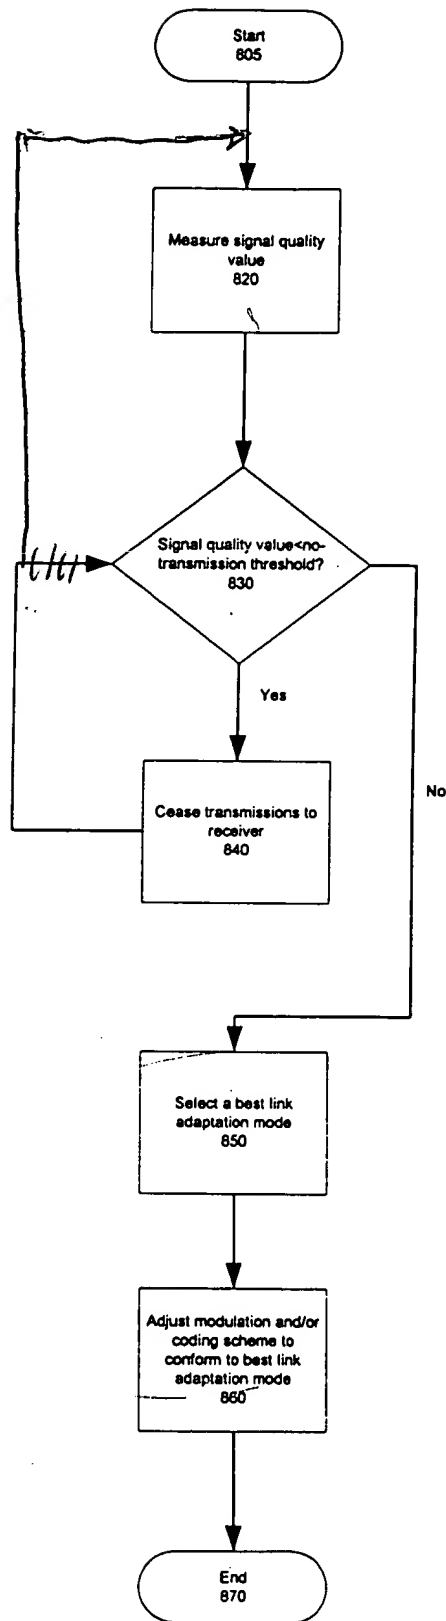 Start
805
Measure signal quality
value
820
Signal quality value<no-
transmission threshold?
830
Yes
Cease transmissions to
receiver
840
No
Select a best link
adaptation mode
850
Adjust modulation and/or
coding scheme to
conform to best link
adaptation mode
860
End
870